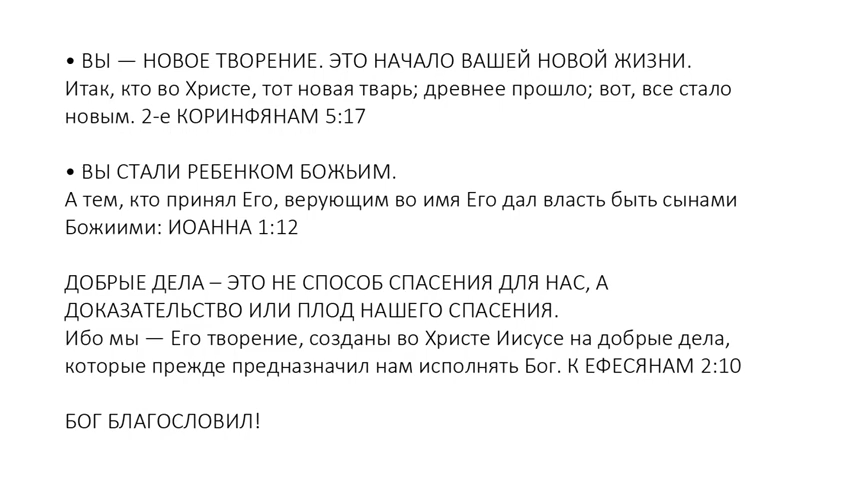 • ВЫ — НОВОЕ ТВОРЕНИЕ. ЭТО НАЧАЛО ВАШЕЙ НОВОЙ ЖИЗНИ.
Итак, кто во Христе, тот новая тварь; древнее прошло; вот, все стало
новым. 2-е КОРИНФЯНАМ 5:17
• ВЫ СТАЛИ РЕБЕНКОМ БОЖЬИМ.
А тем, кто принял Его, верующим во имя Его дал власть быть сынами
Божиими: ИОАННА 1:12
ДОБРЫЕ ДЕЛА – ЭТО НЕ СПОСОБ СПАСЕНИЯ ДЛЯ НАС, А
ДОКАЗАТЕЛЬСТВО ИЛИ ПЛОД НАШЕГО СПАСЕНИЯ.
Ибо мы — Его творение, созданы во Христе Иисусе на добрые дела,
которые прежде предназначил нам исполнять Бог. К ЕФЕСЯНАМ 2:10
БОГ БЛАГОСЛОВИЛ!